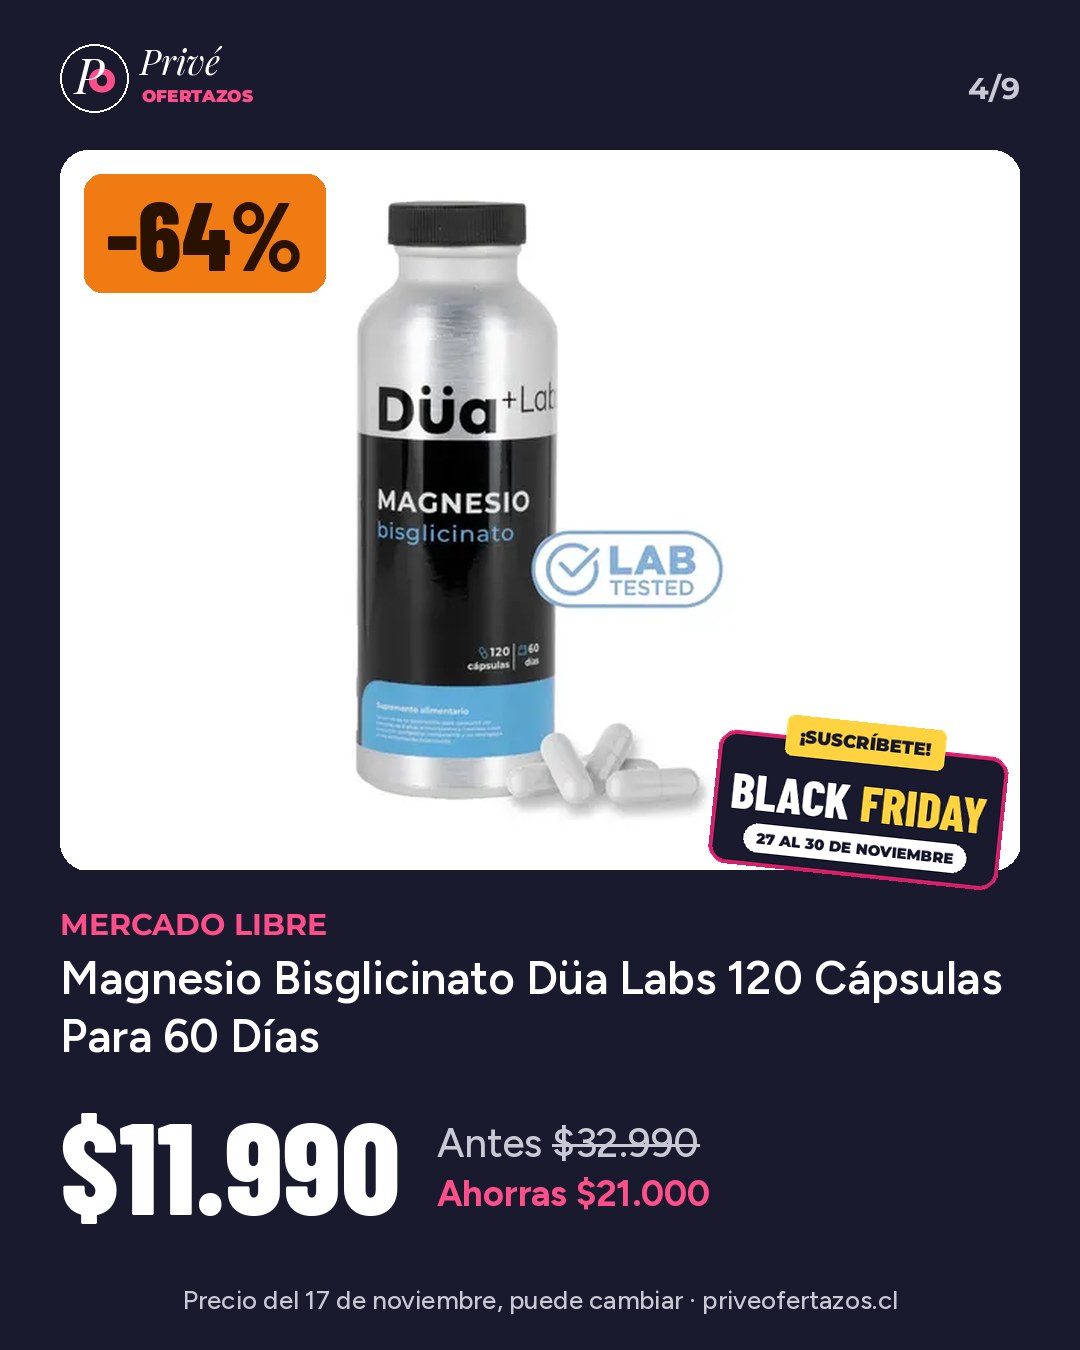 Privé
OFERTAZOS
4/9
-64%
Düa +Lab
MAGNESIO
bisglicinato
LAB
TESTED
120 cápsulas
60 días
Suplemento alimentario
¡SUSCRÍBETE!
BLACK FRIDAY
27 AL 30 DE NOVIEMBRE
MERCADO LIBRE
Magnesio Bisglicinato Düa Labs 120 Cápsulas
Para 60 Días
$11.990
Antes $32.990
Ahorras $21.000
Precio del 17 de noviembre, puede cambiar · priveofertazos.cl